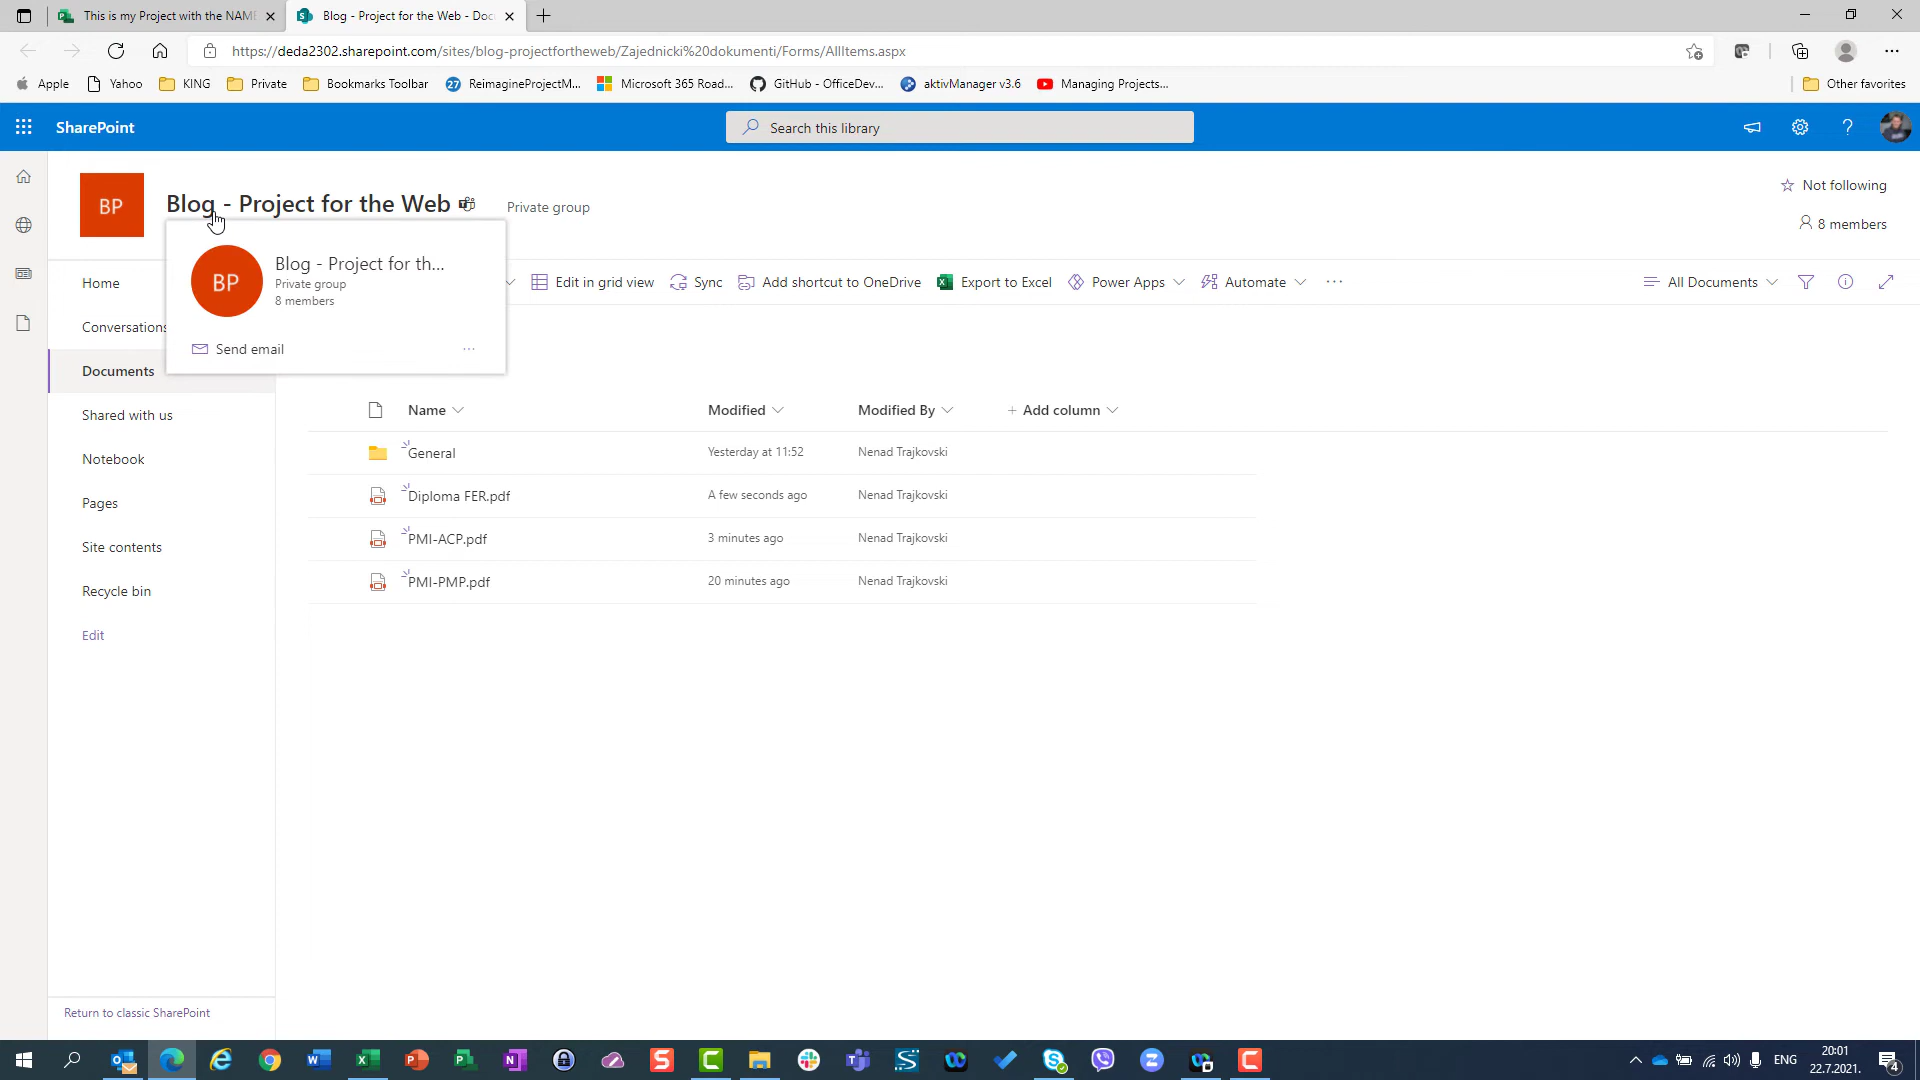 This is my Project with the NAME
Blog - Project for the Web - Doc
https://deda2302.sharepoint.com/sites/blog-projectfortheweb/Zajednicki%20dokumenti/Forms/AllItems.aspx
Apple
Yahoo
KING
Private
Bookmarks Toolbar
27
ReimagineProjectM...
Microsoft 365 Road...
GitHub - OfficeDev...
aktivManager v3.6
Managing Projects...
Other favorites
SharePoint
Search this library
BP
Blog - Project for the Web
Private group
Not following
8 members
BP
Blog - Project for th...
Private group
8 members
Send email
Edit in grid view
Sync
Add shortcut to OneDrive
Export to Excel
Power Apps
Automate
All Documents
Home
Conversations
Documents
Shared with us
Notebook
Pages
Site contents
Recycle bin
Edit
Return to classic SharePoint
Name
Modified
Modified By
+ Add column
General
Yesterday at 11:52
Nenad Trajkovski
Diploma FER.pdf
A few seconds ago
Nenad Trajkovski
PMI-ACP.pdf
3 minutes ago
Nenad Trajkovski
PMI-PMP.pdf
20 minutes ago
Nenad Trajkovski
ENG
20:01
22.7.2021.
4